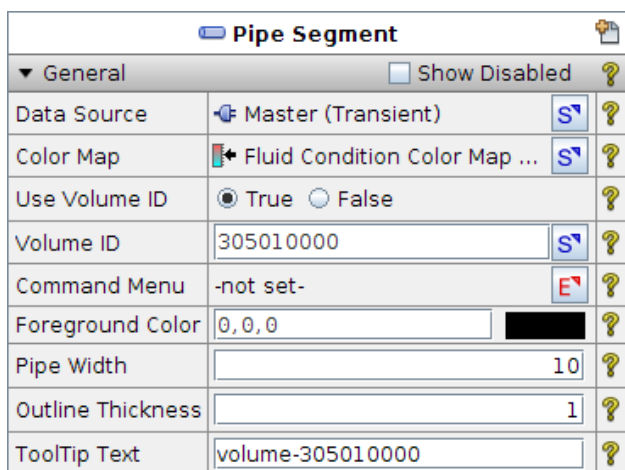 Pipe Segment
▼ General Show Disabled
Data Source Master (Transient) S
Color Map Fluid Condition Color Map ... S
Use Volume ID True False
Volume ID 305010000 S
Command Menu -not set- E
Foreground Color 0,0,0
Pipe Width 10
Outline Thickness 1
ToolTip Text volume-305010000